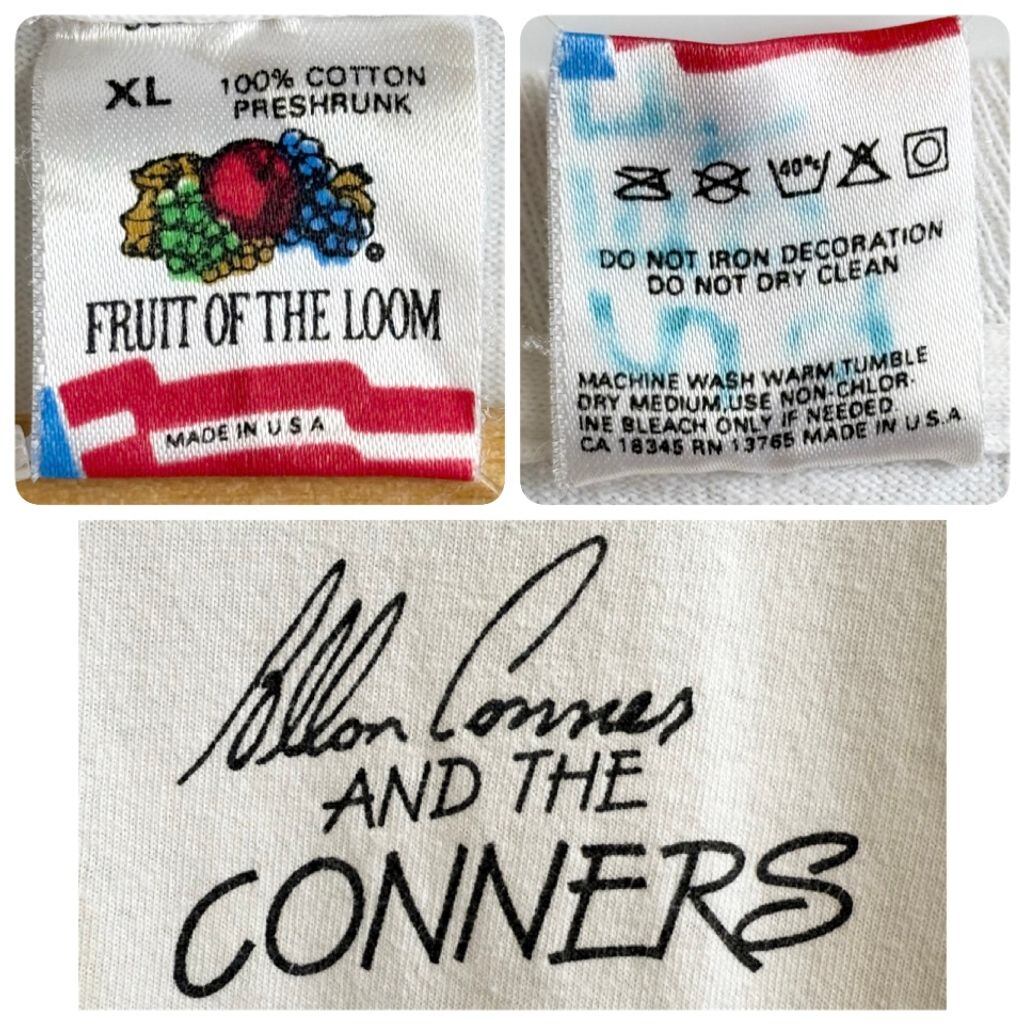 XL 100% COTTON
PRESHRUNK
®
FRUIT OF THE LOOM
MADE IN U S A
40°c
DO NOT IRON DECORATION
DO NOT DRY CLEAN
MACHINE WASH WARM, TUMBLE
DRY MEDIUM, USE NON-CHLOR-
INE BLEACH ONLY IF NEEDED
CA 18345 RN 13765 MADE IN U.S.A
Conner
AND THE
CONNERS